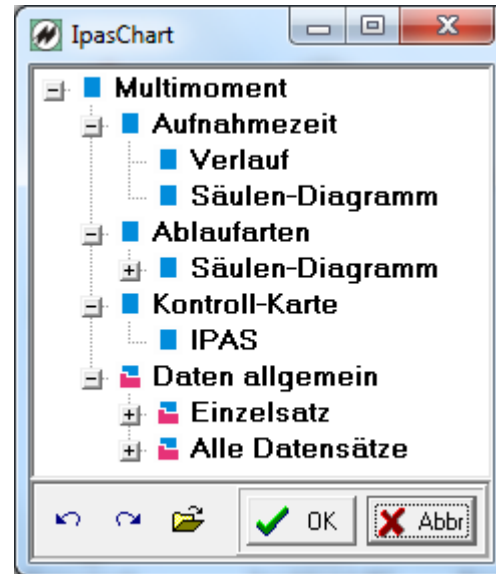 IpasChart
Multimoment
Aufnahmezeit
Verlauf
Säulen-Diagramm
Ablaufarten
Säulen-Diagramm
Kontroll-Karte
IPAS
Daten allgemein
Einzelsatz
Alle Datensätze
OK Abbr